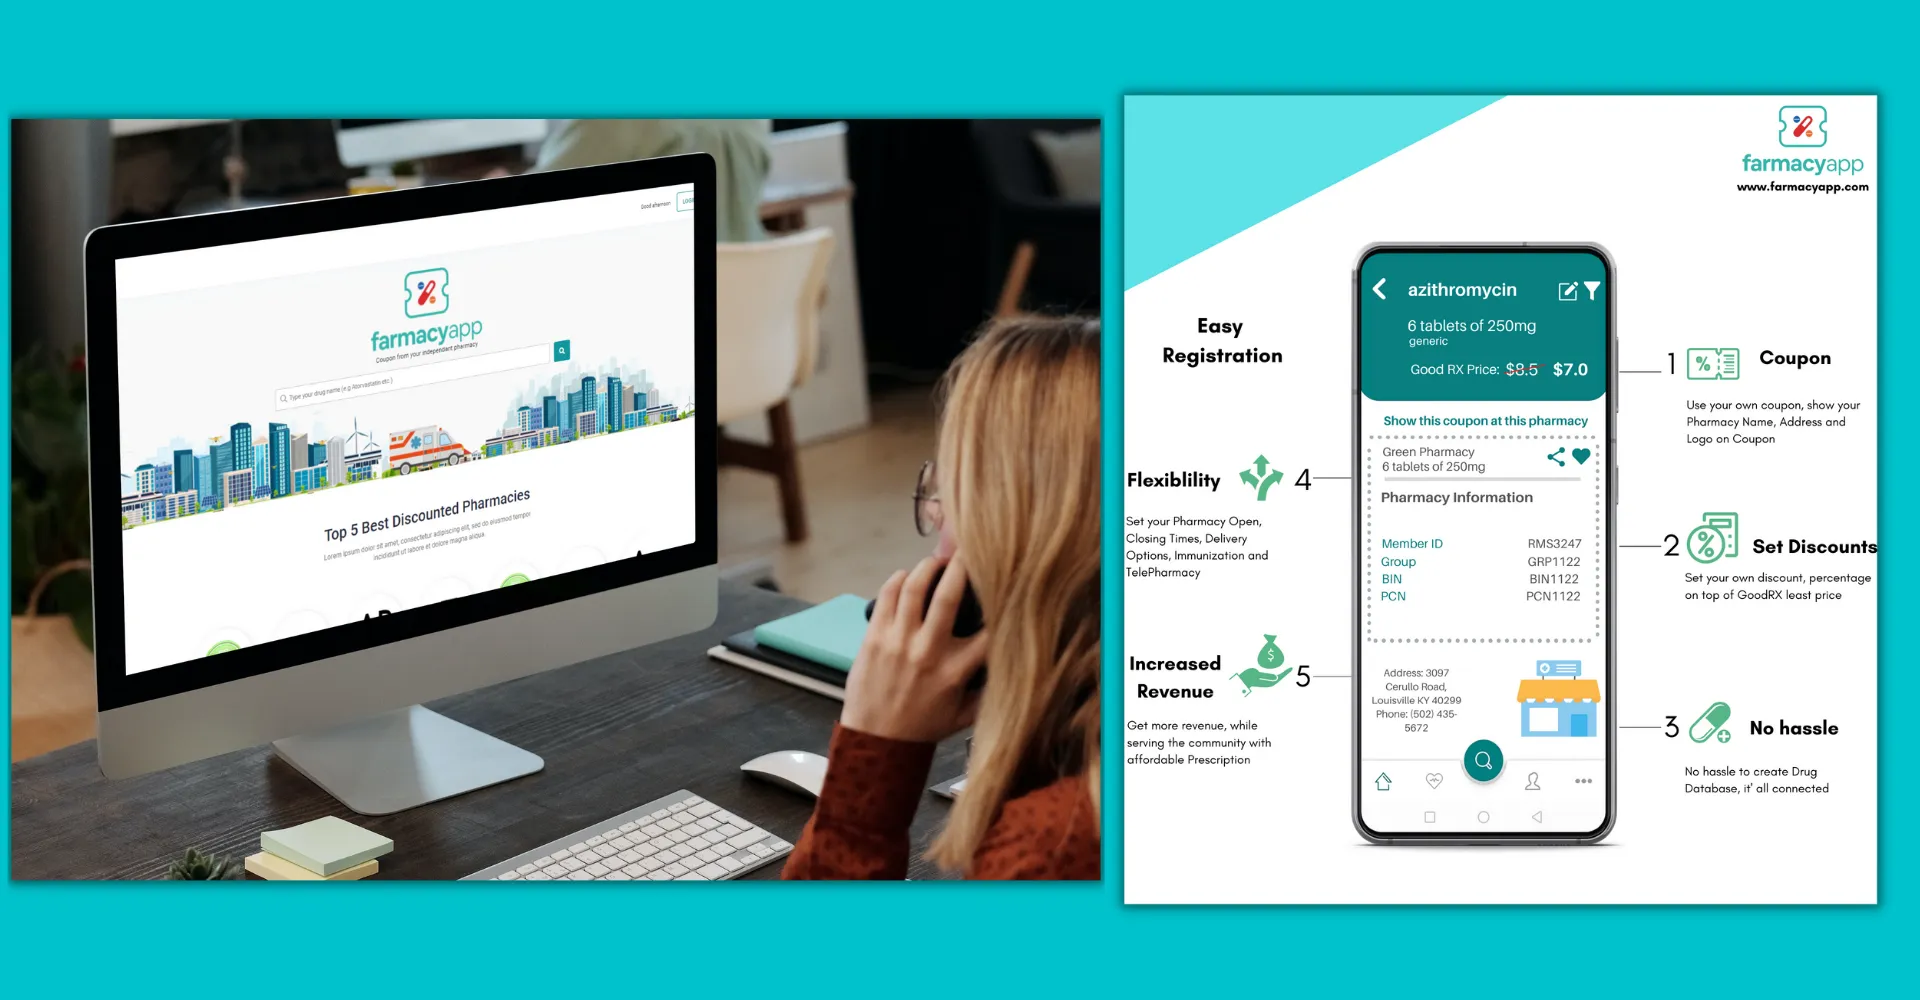 Good afternoon
farmacyapp
Coupon from your independent pharmacy
Type your drug name (e.g Atorvastatin etc.)
Top 5 Best Discounted Pharmacies
Lorem ipsum dolor sit amet, consectetur adipiscing elit, sed do eiusmod tempor
incididunt ut labore et dolore magna aliqua.
farmacyapp
www.farmacyapp.com
Easy
Registration
Flexiblility
4
Set your Pharmacy Open,
Closing Times, Delivery
Options, Immunization and
TelePharmacy
Increased
Revenue
$
5
Get more revenue, while
serving the community with
affordable Prescription
azithromycin
6 tablets of 250mg
generic
Good RX Price: $8.5 $7.0
Show this coupon at this pharmacy
Green Pharmacy
6 tablets of 250mg
Pharmacy Information
Member ID RMS3247
Group GRP1122
BIN BIN1122
PCN PCN1122
Address: 3097
Cerullo Road,
Louisville KY 40299
Phone: (502) 435-
5672
1
%
Coupon
Use your own coupon, show your
Pharmacy Name, Address and
Logo on Coupon
2
%
Set Discounts
Set your own discount, percentage
on top of GoodRX least price
3
No hassle
No hassle to create Drug
Database, it' all connected